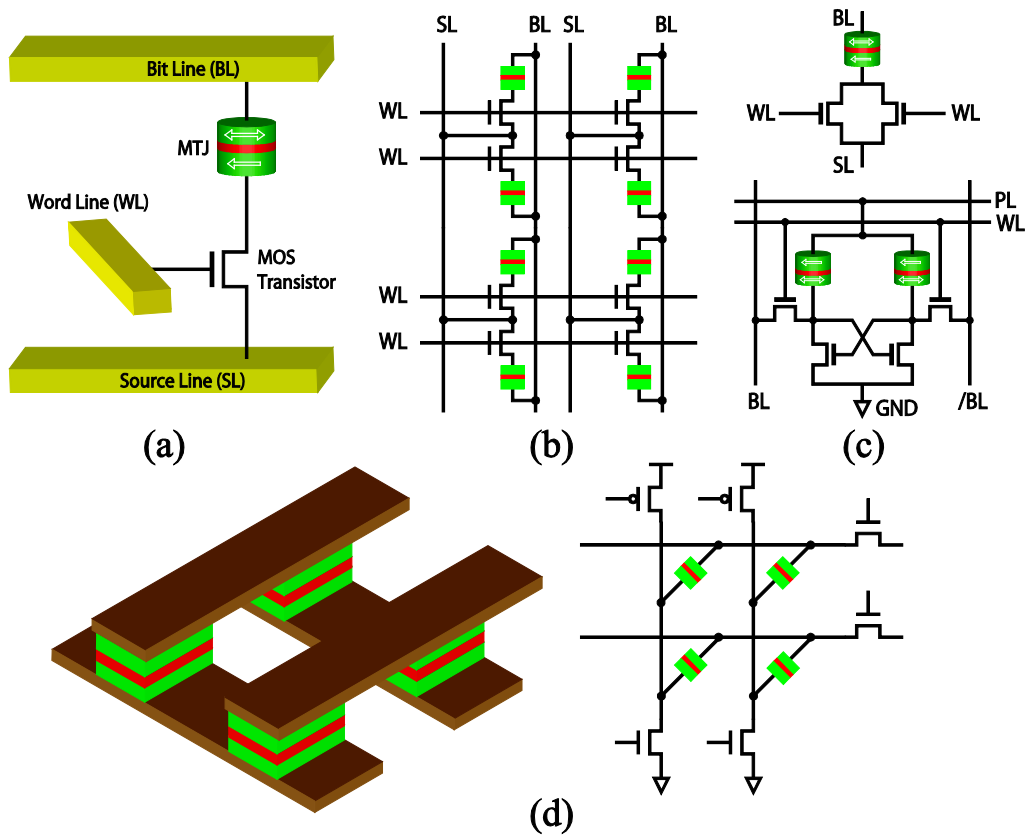 Bit Line (BL)
MTJ
Word Line (WL)
MOS
Transistor
Source Line (SL)
(a)
SL BL SL BL
WL
WL
WL
WL
(b)
BL
WL WL
SL
PL
WL
BL GND /BL
(c)
(d)